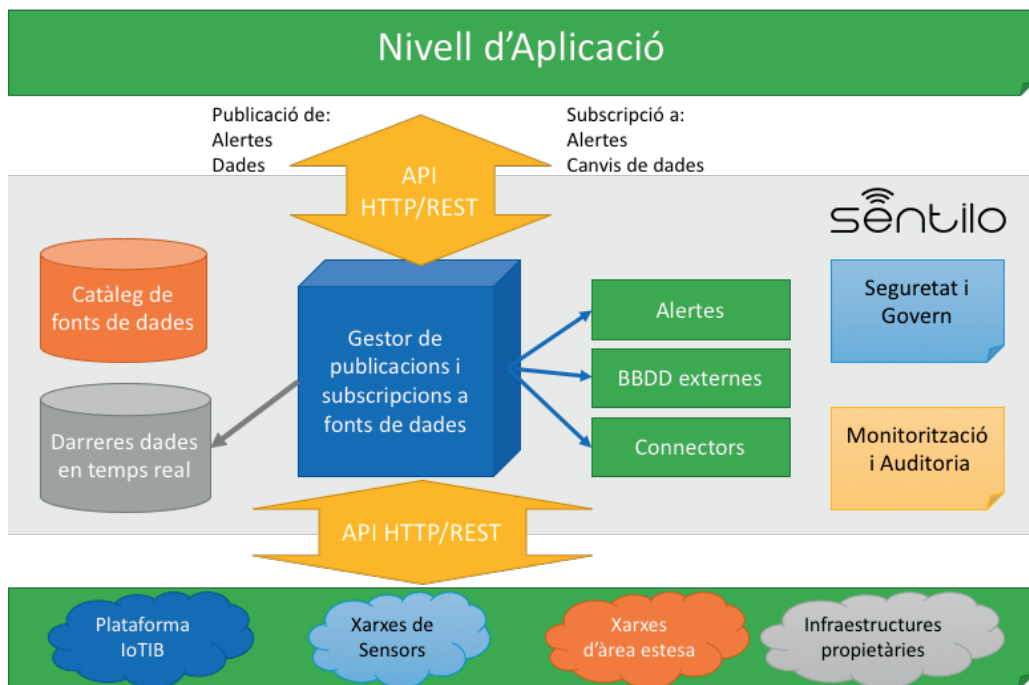 Nivell d'Aplicació
Publicació de:
Alertes
Dades
Subscripció a:
Alertes
Canvis de dades
API
HTTP/REST
sentilo
Catàleg de
fonts de dades
Gestor de
publicacions i
subscripcions a
fonts de dades
Alertes
BBDD externes
Connectors
Seguretat i
Govern
Darreres dades
en temps real
Monitorització
i Auditoria
API HTTP/REST
Plataforma
IoTIB
Xarxes de
Sensors
Xarxes
d'àrea estesa
Infraestructures
propietàries